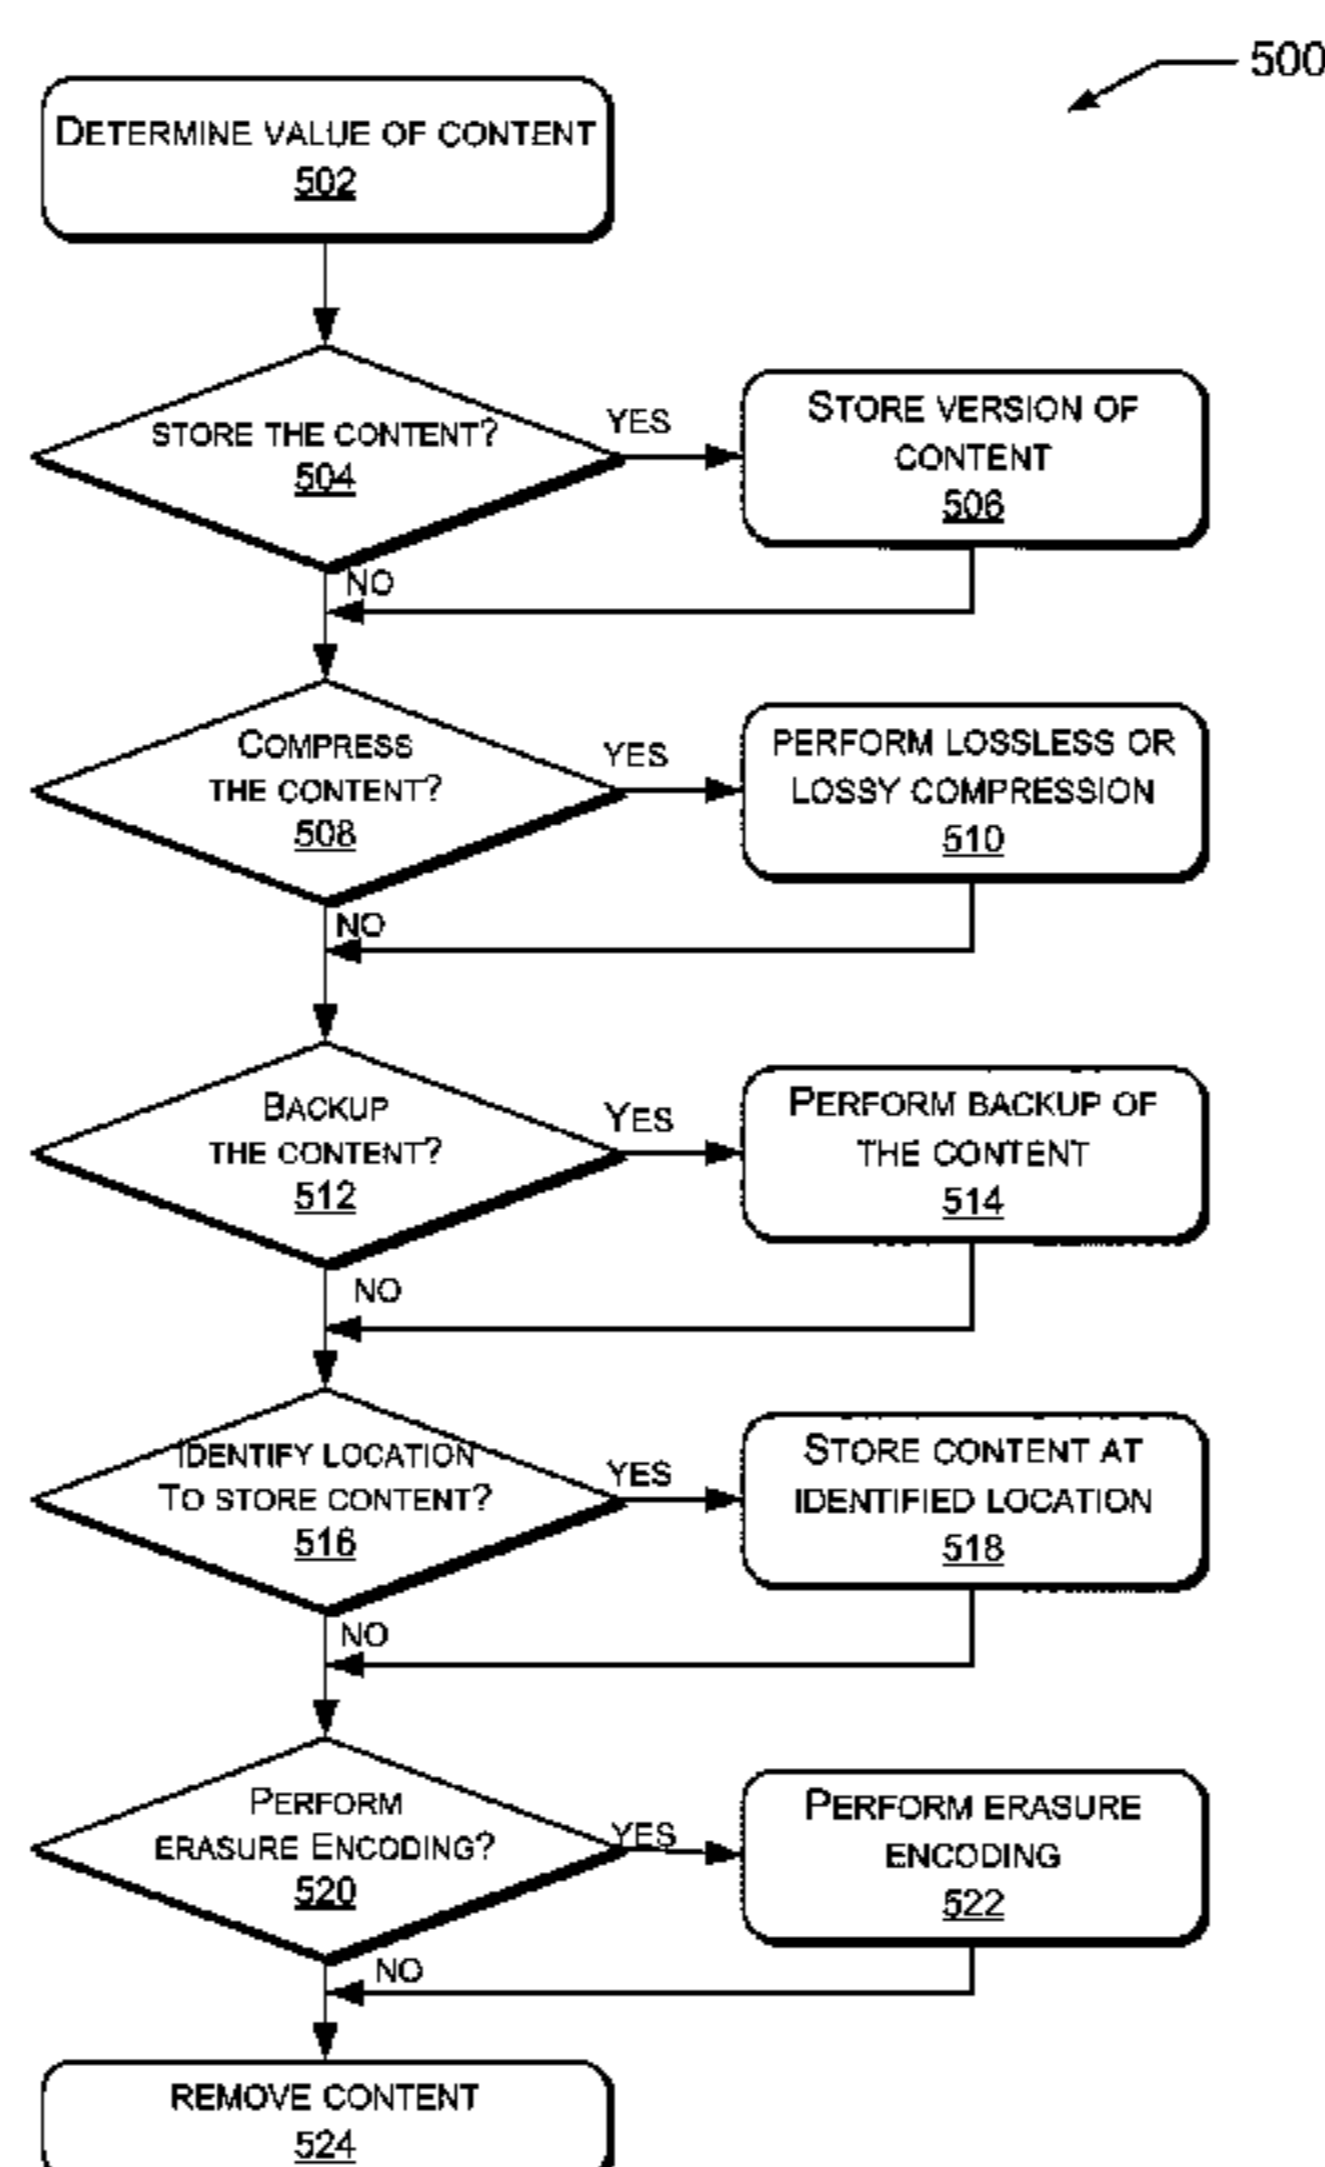 500
DETERMINE VALUE OF CONTENT
502
STORE THE CONTENT?
504
YES
STORE VERSION OF
CONTENT
506
NO
COMPRESS
THE CONTENT?
508
YES
PERFORM LOSSLESS OR
LOSSY COMPRESSION
510
NO
BACKUP
THE CONTENT?
512
YES
PERFORM BACKUP OF
THE CONTENT
514
NO
IDENTIFY LOCATION
TO STORE CONTENT?
516
YES
STORE CONTENT AT
IDENTIFIED LOCATION
518
NO
PERFORM
ERASURE ENCODING?
520
YES
PERFORM ERASURE
ENCODING
522
NO
REMOVE CONTENT
524